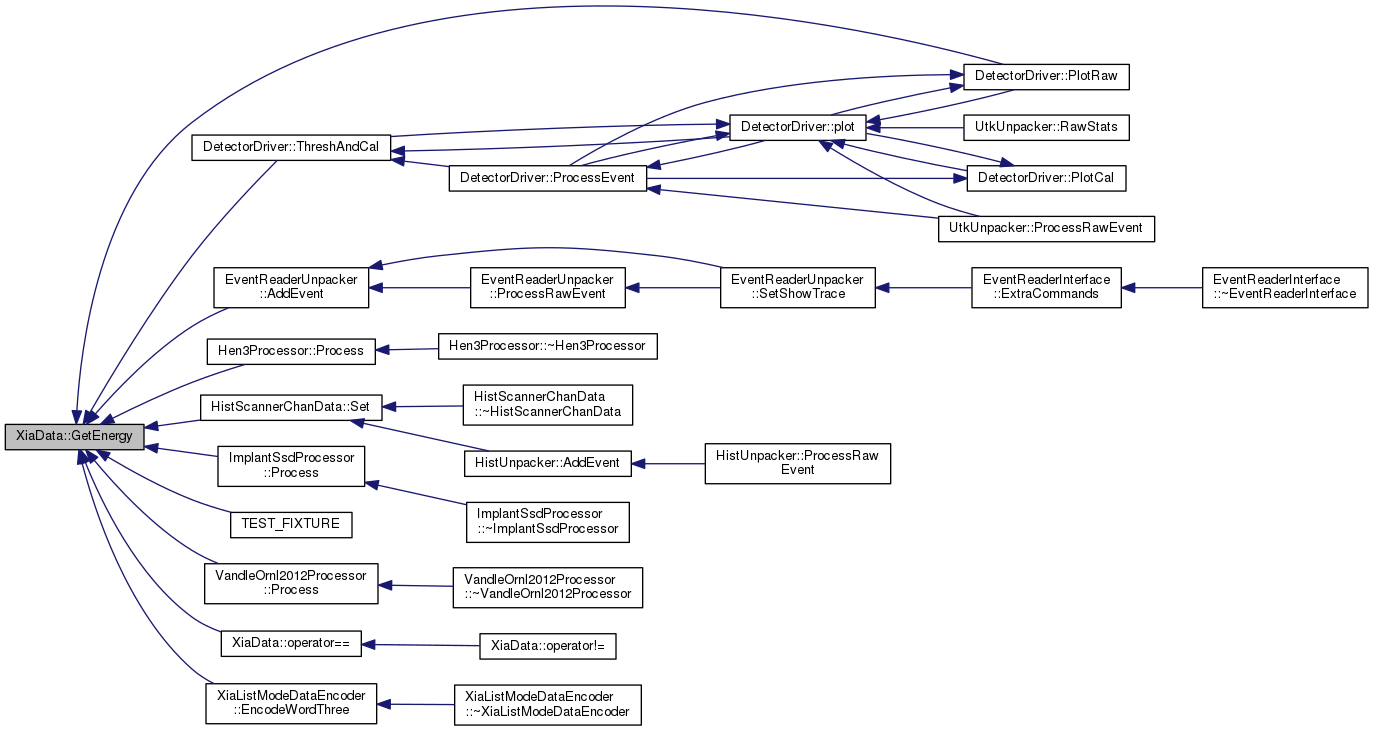 DetectorDriver::PlotRaw
DetectorDriver::plot
UtkUnpacker::RawStats
DetectorDriver::ThreshAndCal
DetectorDriver::ProcessEvent
DetectorDriver::PlotCal
UtkUnpacker::ProcessRawEvent
EventReaderUnpacker
::AddEvent
EventReaderUnpacker
::ProcessRawEvent
EventReaderUnpacker
::SetShowTrace
EventReaderInterface
::ExtraCommands
EventReaderInterface
::~EventReaderInterface
Hen3Processor::Process
Hen3Processor::~Hen3Processor
HistScannerChanData::Set
HistScannerChanData
::~HistScannerChanData
XiaData::GetEnergy
ImplantSsdProcessor
::Process
HistUnpacker::AddEvent
HistUnpacker::ProcessRaw
Event
ImplantSsdProcessor
::~ImplantSsdProcessor
TEST_FIXTURE
VandleOrnl2012Processor
::Process
VandleOrnl2012Processor
::~VandleOrnl2012Processor
XiaData::operator==
XiaData::operator!=
XiaListModeDataEncoder
::EncodeWordThree
XiaListModeDataEncoder
::~XiaListModeDataEncoder